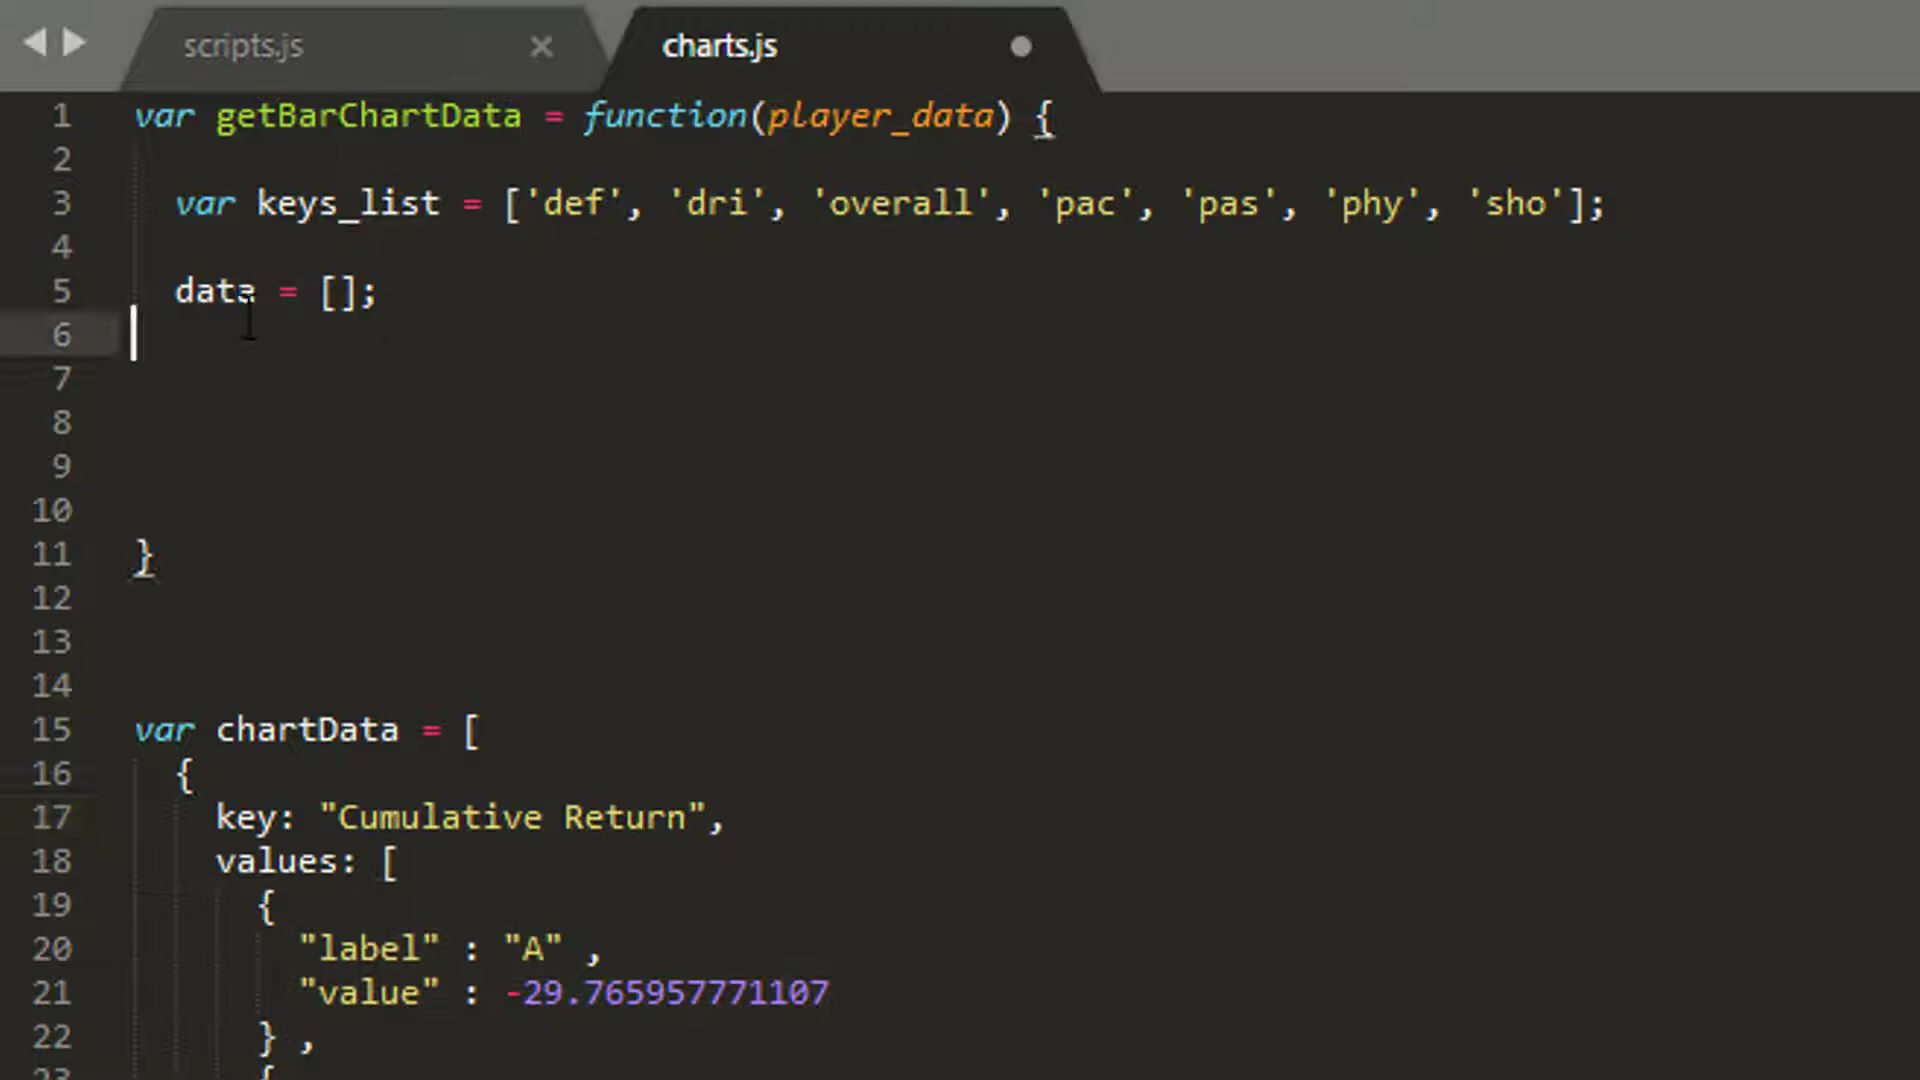 scripts.js
charts.js
1 var getBarChartData = function(player_data) {
2
3 var keys_list = ['def', 'dri', 'overall', 'pac', 'pas', 'phy', 'sho'];
4
5 data = [];
6
7
8
9
10
11 }
12
13
14
15 var chartData = [
16 {
17 key: "Cumulative Return",
18 values: [
19 {
20 "label" : "A" ,
21 "value" : -29.765957771107
22 } ,
23 {